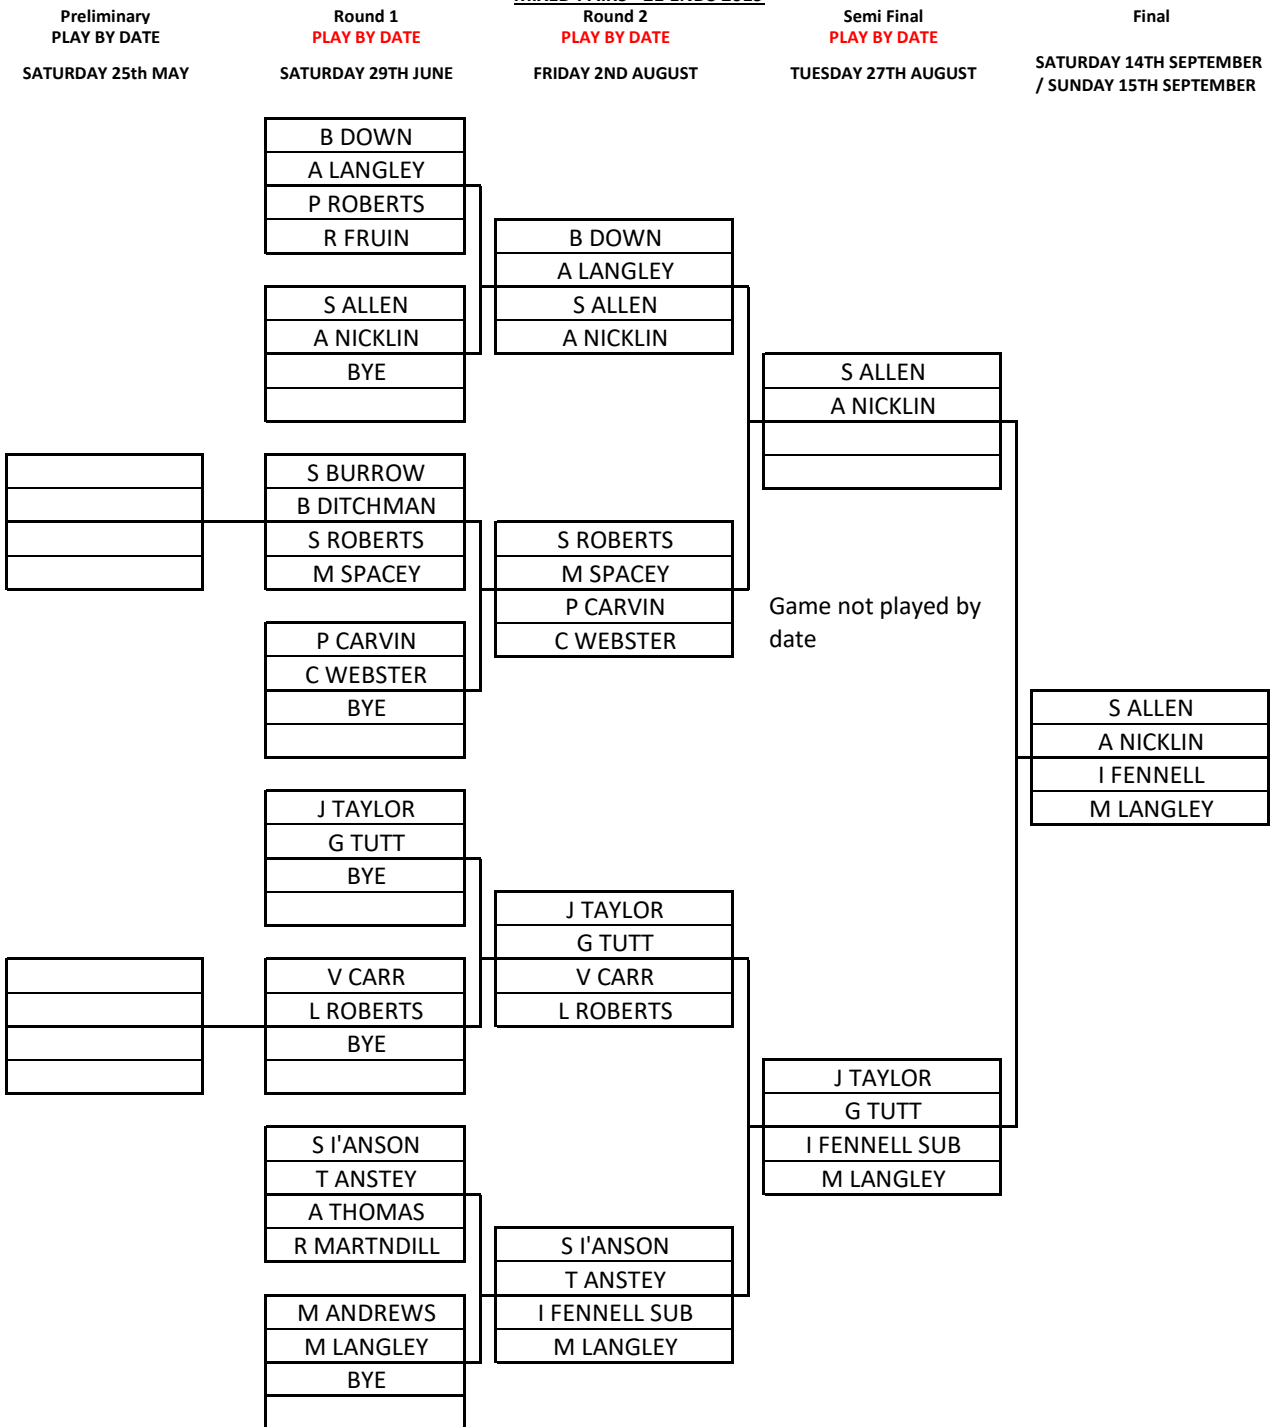 Preliminary
PLAY BY DATE
SATURDAY 25th MAY
Round 1
PLAY BY DATE
SATURDAY 29TH JUNE
Round 2
PLAY BY DATE
FRIDAY 2ND AUGUST
Semi Final
PLAY BY DATE
TUESDAY 27TH AUGUST
Final
SATURDAY 14TH SEPTEMBER
/ SUNDAY 15TH SEPTEMBER
B DOWN
A LANGLEY
P ROBERTS
R FRUIN
S ALLEN
A NICKLIN
BYE
S BURROW
B DITCHMAN
S ROBERTS
M SPACEY
P CARVIN
C WEBSTER
BYE
J TAYLOR
G TUTT
BYE
V CARR
L ROBERTS
BYE
S I'ANSON
T ANSTEY
A THOMAS
R MARTNDILL
M ANDREWS
M LANGLEY
BYE
B DOWN
A LANGLEY
S ALLEN
A NICKLIN
S ROBERTS
M SPACEY
P CARVIN
C WEBSTER
J TAYLOR
G TUTT
V CARR
L ROBERTS
S I'ANSON
T ANSTEY
I FENNELL SUB
M LANGLEY
S ALLEN
A NICKLIN
Game not played by
date
J TAYLOR
G TUTT
I FENNELL SUB
M LANGLEY
S ALLEN
A NICKLIN
I FENNELL
M LANGLEY